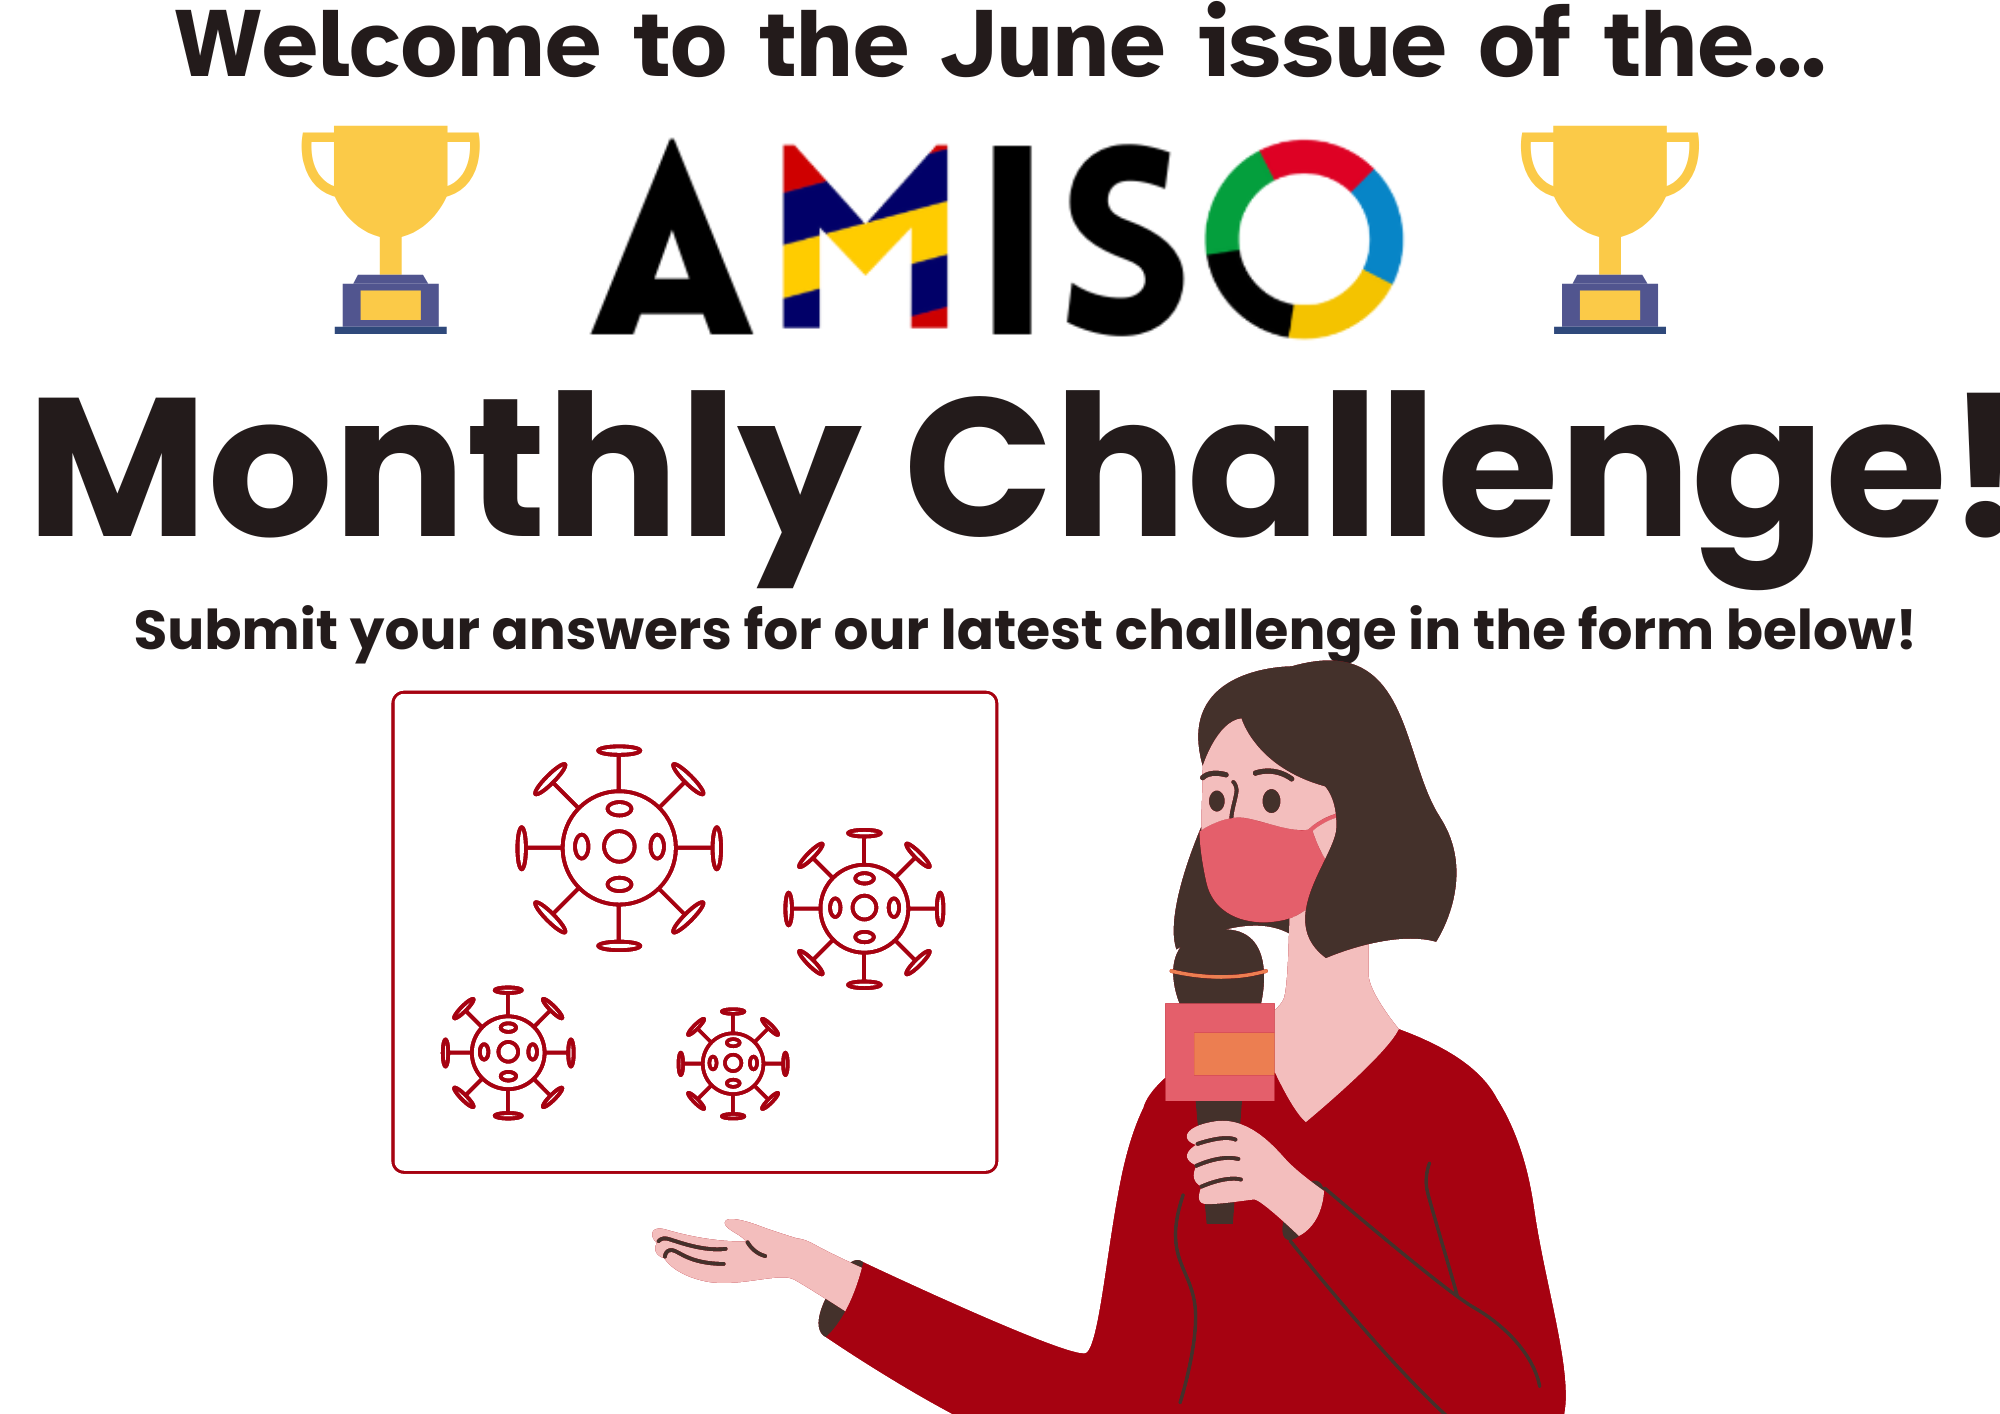 Welcome to the June issue of the...
AMISO
Monthly Challenge!
Submit your answers for our latest challenge in the form below!